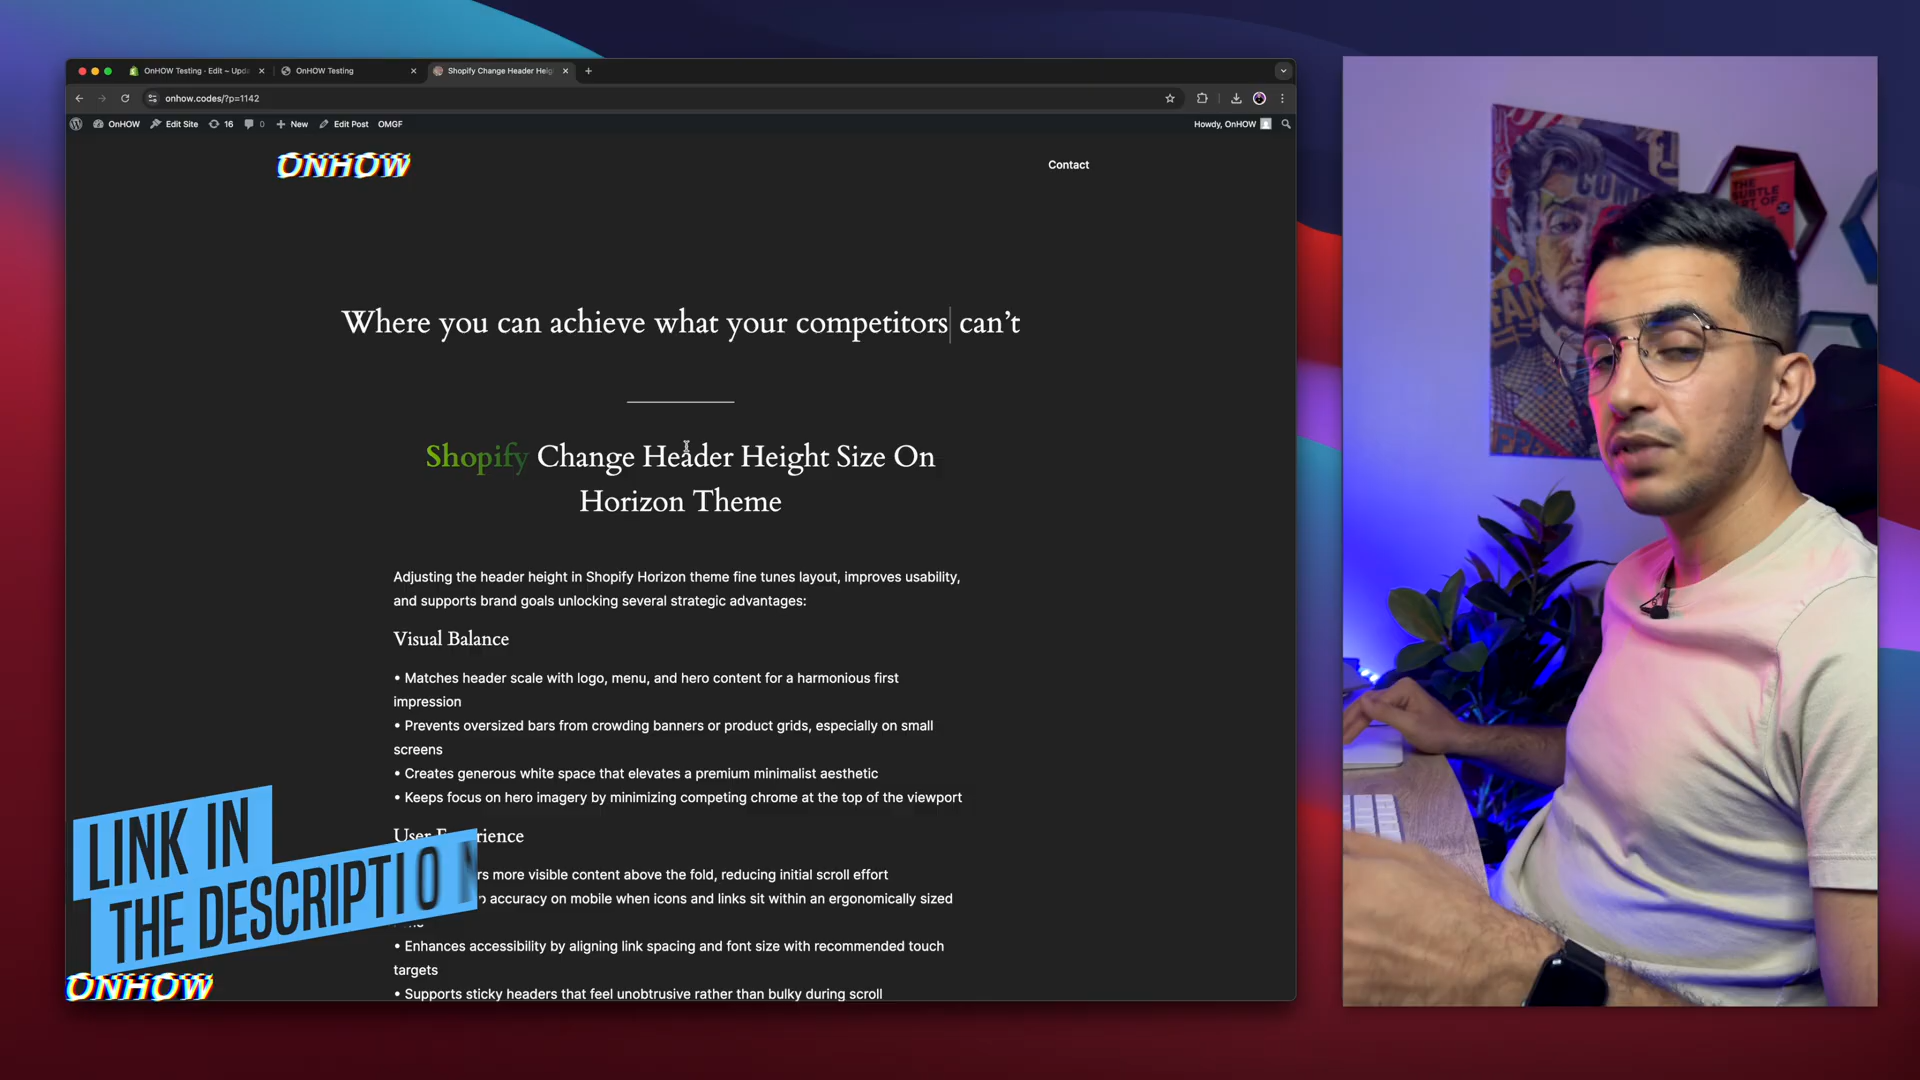 OnHOW Testing · Edit ~ Upda
OnHOW Testing
Shopify Change Header Heig
onhow.codes/?p=1142
OnHOW
Edit Site
16
0
New
Edit Post
OMGF
Howdy, OnHOW
ONHOW
Contact
Where you can achieve what your competitors can’t
Shopify Change Header Height Size On
Horizon Theme
Adjusting the header height in Shopify Horizon theme fine tunes layout, improves usability,
and supports brand goals unlocking several strategic advantages:
Visual Balance
• Matches header scale with logo, menu, and hero content for a harmonious first
impression
• Prevents oversized bars from crowding banners or product grids, especially on small
screens
• Creates generous white space that elevates a premium minimalist aesthetic
• Keeps focus on hero imagery by minimizing competing chrome at the top of the viewport
more visible content above the fold, reducing initial scroll effort
accuracy on mobile when icons and links sit within an ergonomically sized
• Enhances accessibility by aligning link spacing and font size with recommended touch
targets
• Supports sticky headers that feel unobtrusive rather than bulky during scroll
LINK IN
THE DESCRIPTION
ONHOW
THE
SUBTLE
ART OF
FAN